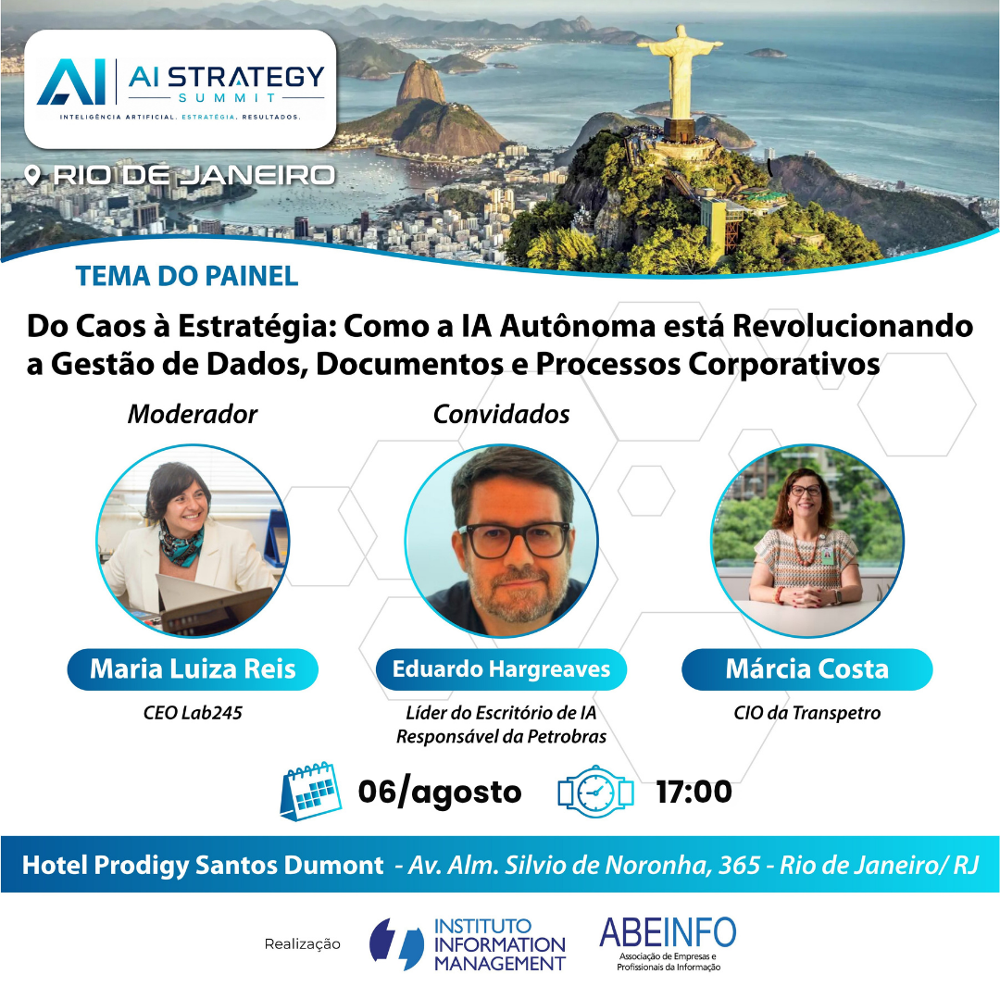 AI
AI STRATEGY
SUMMIT
INTELIGÊNCIA ARTIFICIAL. ESTRATÉGIA. RESULTADOS.
RIO DE JANEIRO
TEMA DO PAINEL
Do Caos à Estratégia: Como a IA Autônoma está Revolucionando
a Gestão de Dados, Documentos e Processos Corporativos
Moderador
Convidados
Maria Luiza Reis
CEO Lab245
Eduardo Hargreaves
Líder do Escritório de IA
Responsável da Petrobras
Márcia Costa
CIO da Transpetro
06/agosto
17:00
Hotel Prodigy Santos Dumont - Av. Alm. Silvio de Noronha, 365 - Rio de Janeiro/ RJ
Realização
INSTITUTO
INFORMATION
MANAGEMENT
ABEINFO
Associação de Empresas e
Profissionais da Informação